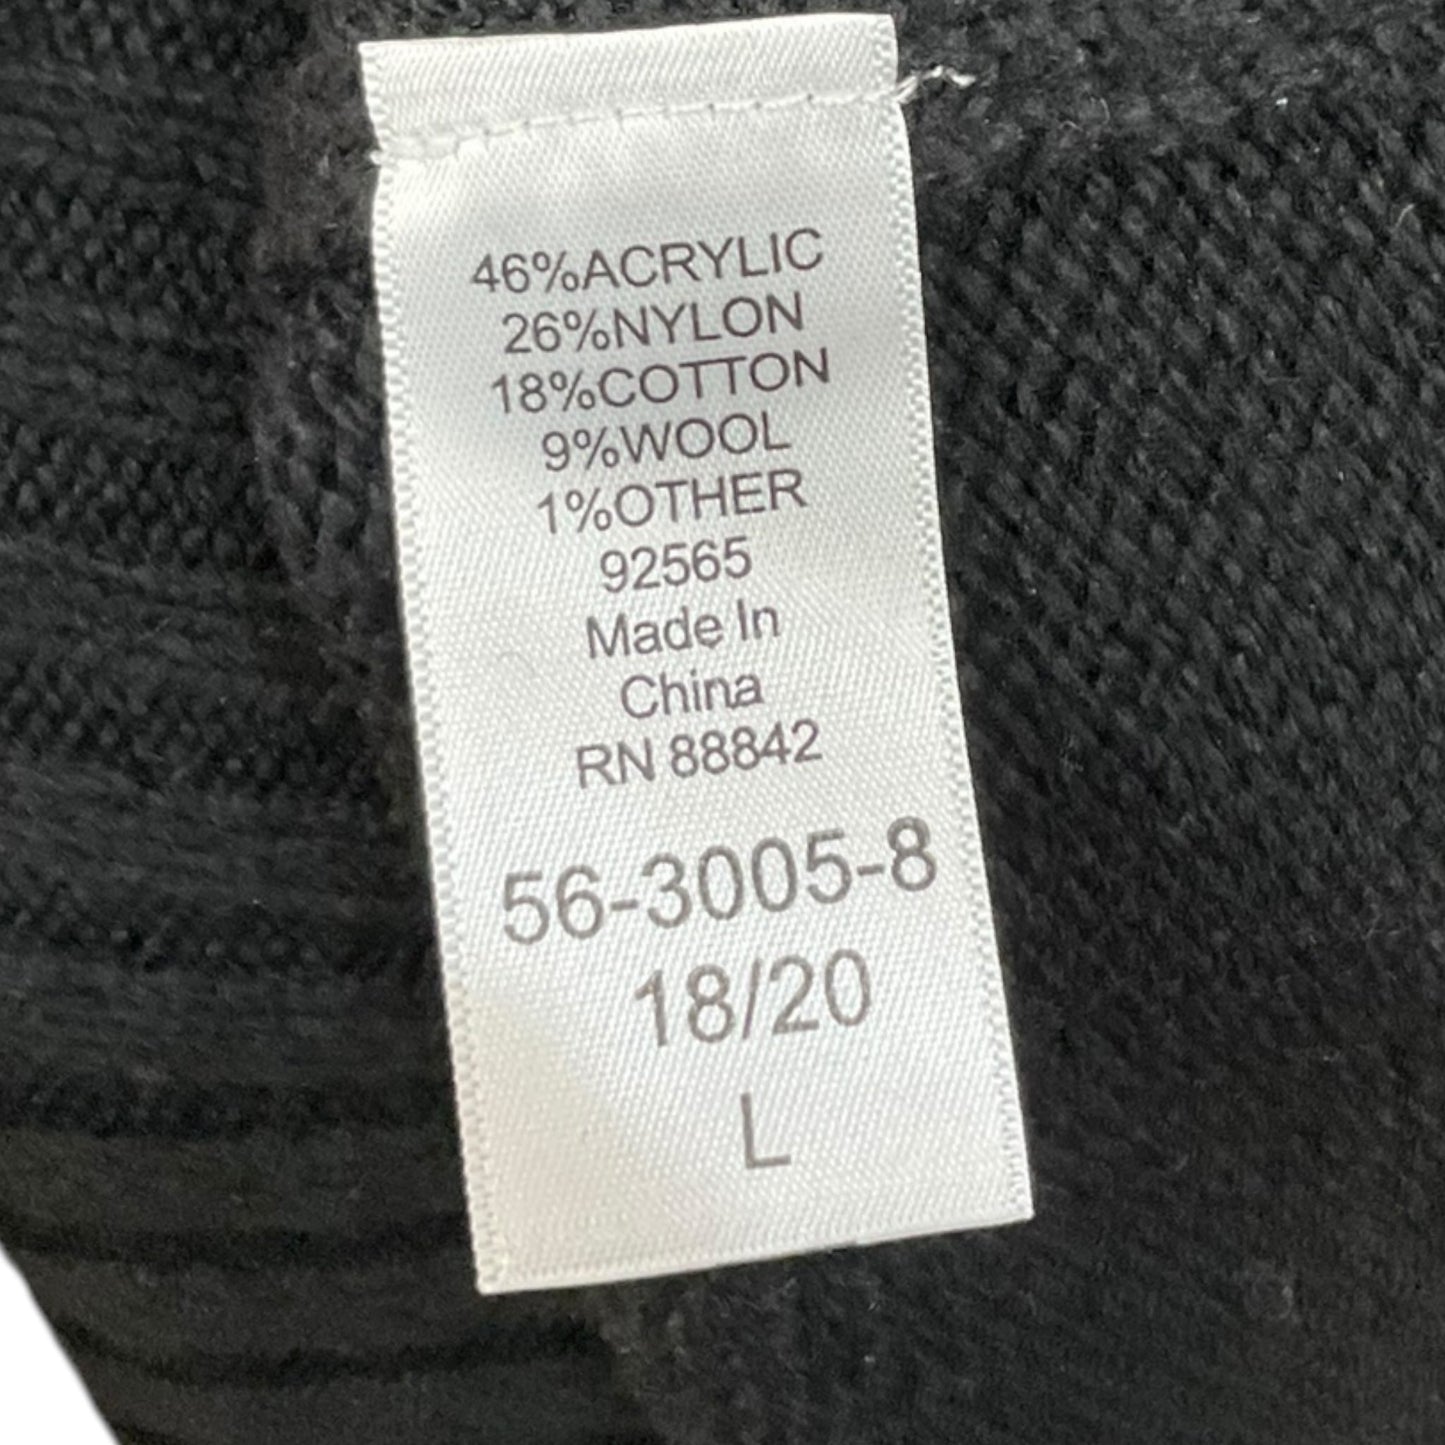 46%ACRYLIC
26%NYLON
18%COTTON
9%WOOL
1%OTHER
92565
Made In
China
RN 88842
56-3005-8
18/20
L